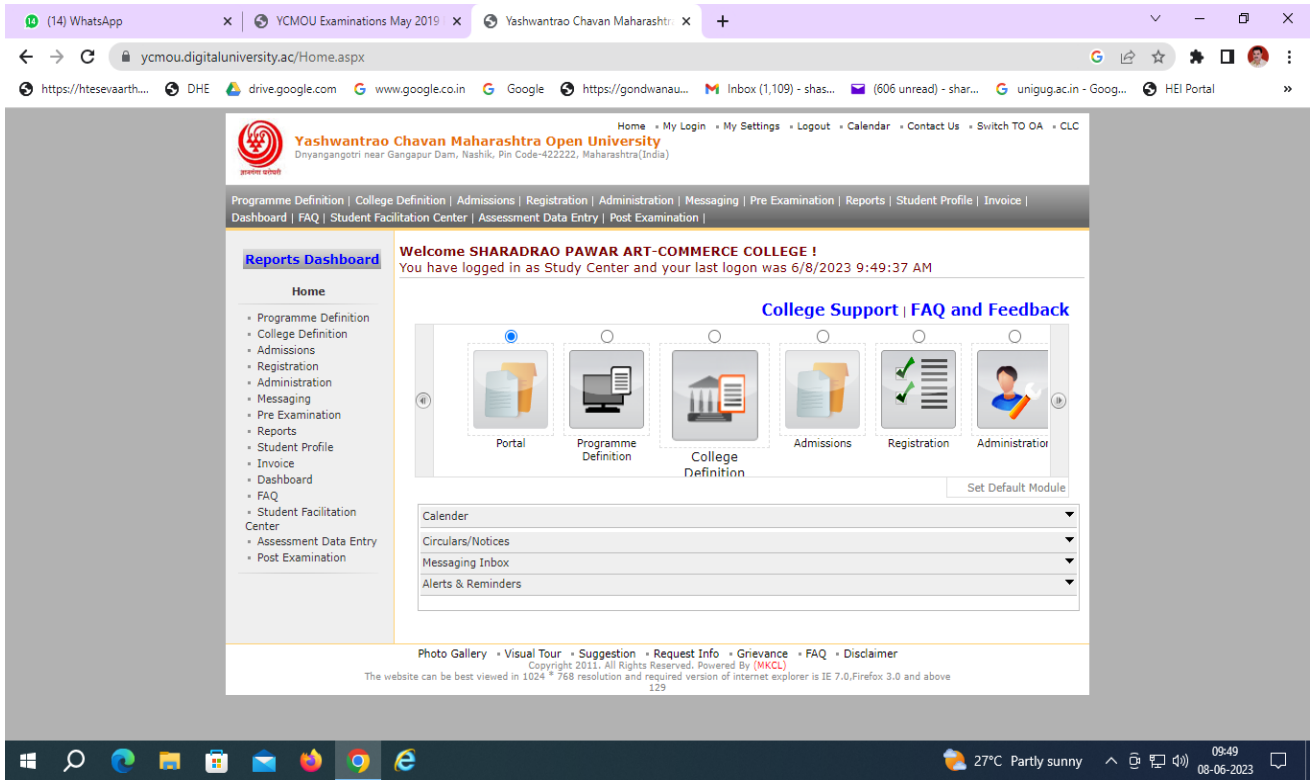 (14) WhatsApp
YCMOU Examinations May 2019
Yashwantrao Chavan Maharashtr
ycmou.digitaluniversity.ac/Home.aspx
https://htesevaarth.... DHE drive.google.com www.google.co.in Google https://gondwanau... Inbox (1,109) - shas... (606 unread) - shar... unigug.ac.in - Goog... HEI Portal »
Home My Login My Settings Logout Calendar Contact Us Switch TO OA CLC
Yashwantrao Chavan Maharashtra Open University
Dnyangangotri near Gangapur Dam, Nashik, Pin Code-422222, Maharashtra(India)
Programme Definition | College Definition | Admissions | Registration | Administration | Messaging | Pre Examination | Reports | Student Profile | Invoice |
Dashboard | FAQ | Student Facilitation Center | Assessment Data Entry | Post Examination |
Reports Dashboard
Home
Programme Definition
College Definition
Admissions
Registration
Administration
Messaging
Pre Examination
Reports
Student Profile
Invoice
Dashboard
FAQ
Student Facilitation
Center
Assessment Data Entry
Post Examination
Welcome SHARADRAO PAWAR ART-COMMERCE COLLEGE !
You have logged in as Study Center and your last logon was 6/8/2023 9:49:37 AM
College Support | FAQ and Feedback
Portal
Programme
Definition
College
Definition
Admissions
Registration
Administration
Set Default Module
Calender
Circulars/Notices
Messaging Inbox
Alerts & Reminders
Photo Gallery Visual Tour Suggestion Request Info Grievance FAQ Disclaimer
Copyright 2011. All Rights Reserved. Powered By (MKCL)
The website can be best viewed in 1024 * 768 resolution and required version of internet explorer is IE 7.0,Firefox 3.0 and above
129
27°C Partly sunny
09:49
08-06-2023